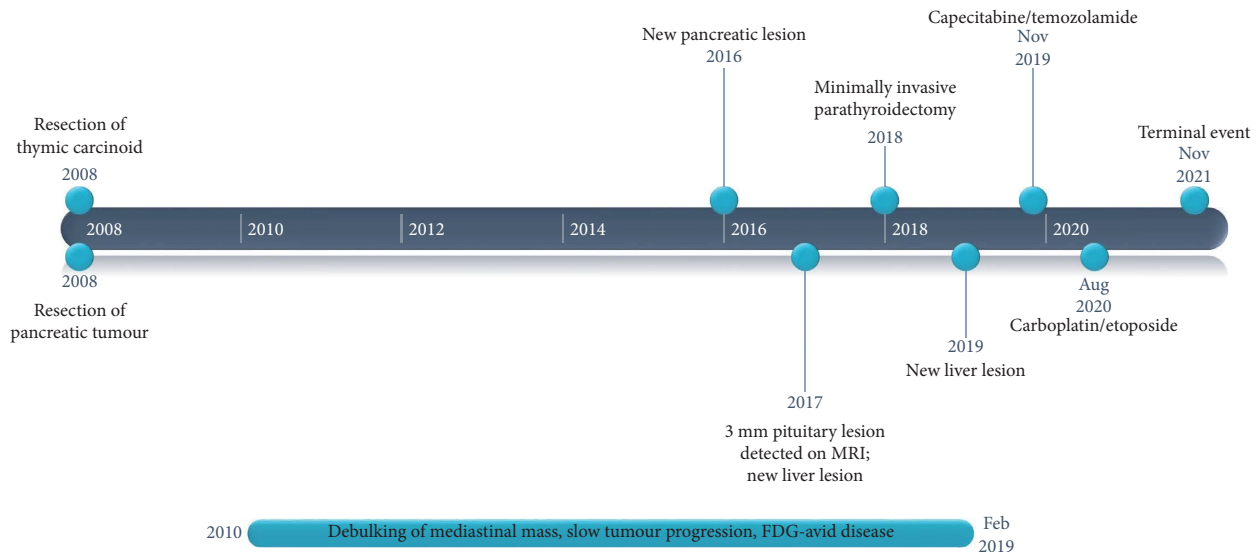 Resection of
thymic carcinoid
2008
New pancreatic lesion
2016
Minimally invasive
parathyroidectomy
2018
Capecitabine/temozolamide
Nov
2019
Terminal event
Nov
2021
2008
2010
2012
2014
2016
2018
2020
2008
Resection of
pancreatic tumour
2017
3 mm pituitary lesion
detected on MRI;
new liver lesion
2019
New liver lesion
Aug
2020
Carboplatin/etoposide
2010
Debulking of mediastinal mass, slow tumour progression, FDG-avid disease
Feb
2019